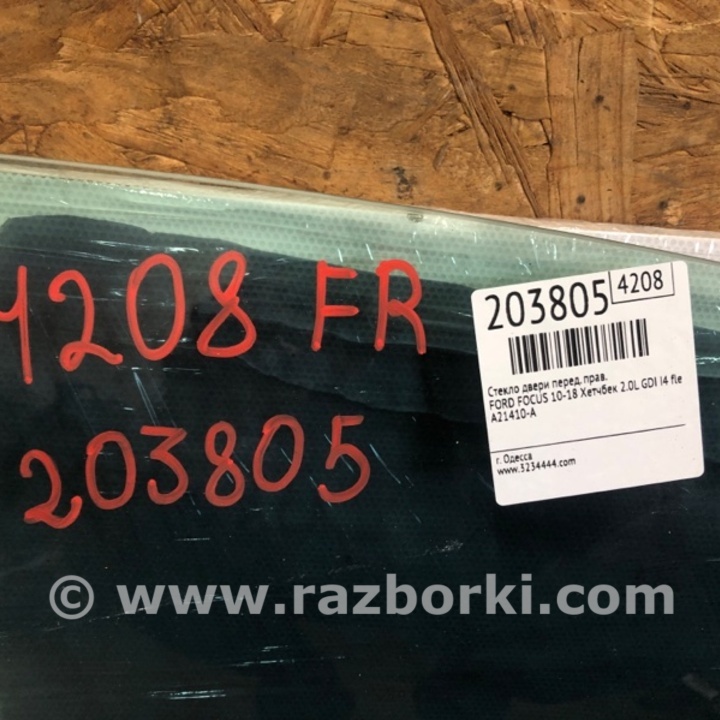 4208 FR
203805
203805 4208
Стекло двери перед. прав.
FORD FOCUS 10-18 Хетчбек 2.0L GDI I4 fle
A21410-A
г. Одесса
www.3234444.com
© www.razborki.com